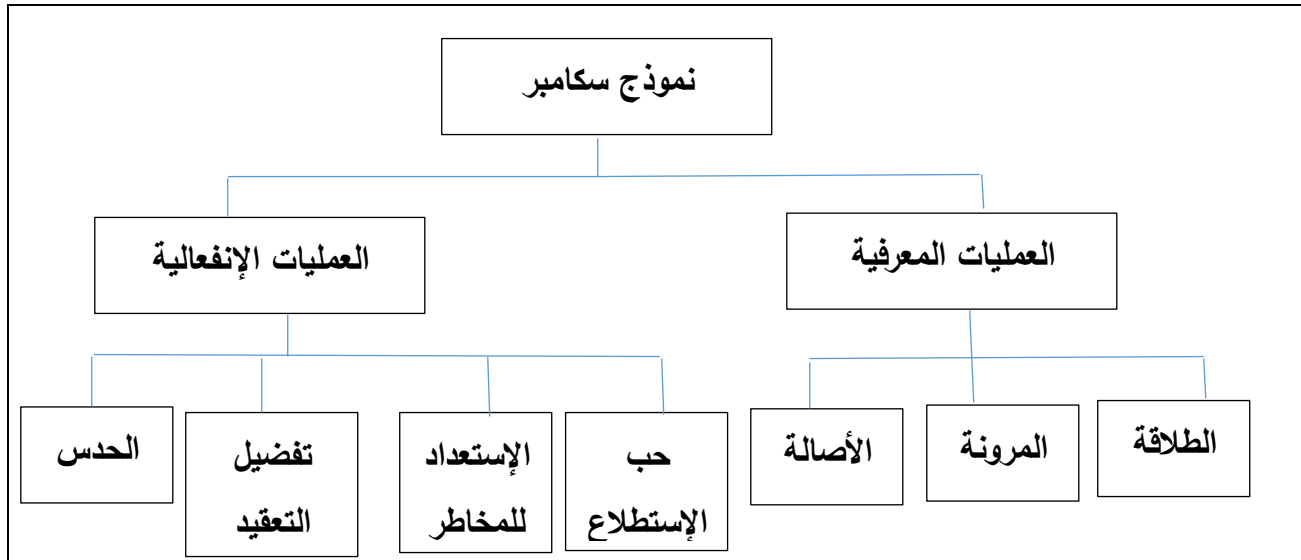 نموذج سكامبر
العمليات المعرفية
العمليات الإنفعالية
الطلاقة
المرونة
الأصالة
حب
الإستطلاع
الإستعداد
للمخاطر
تفضيل
التعقيد
الحدس